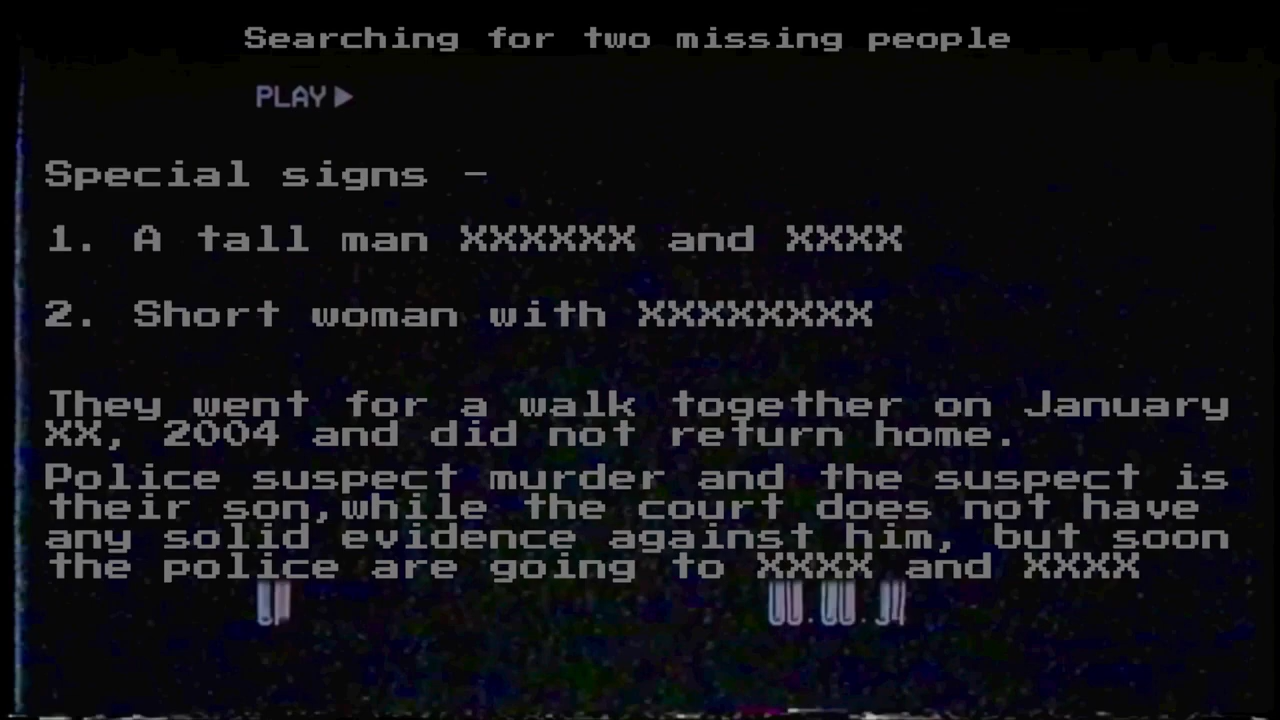 Searching for two missing people
PLAY ▶
Special signs -
1. A tall man XXXXXX and XXXX
2. Short woman with XXXXXXXX
They went for a walk together on January
XX, 2004 and did not return home.
Police suspect murder and the suspect is
their son,while the court does not have
any solid evidence against him, but soon
the police are going to XXXX and XXXX